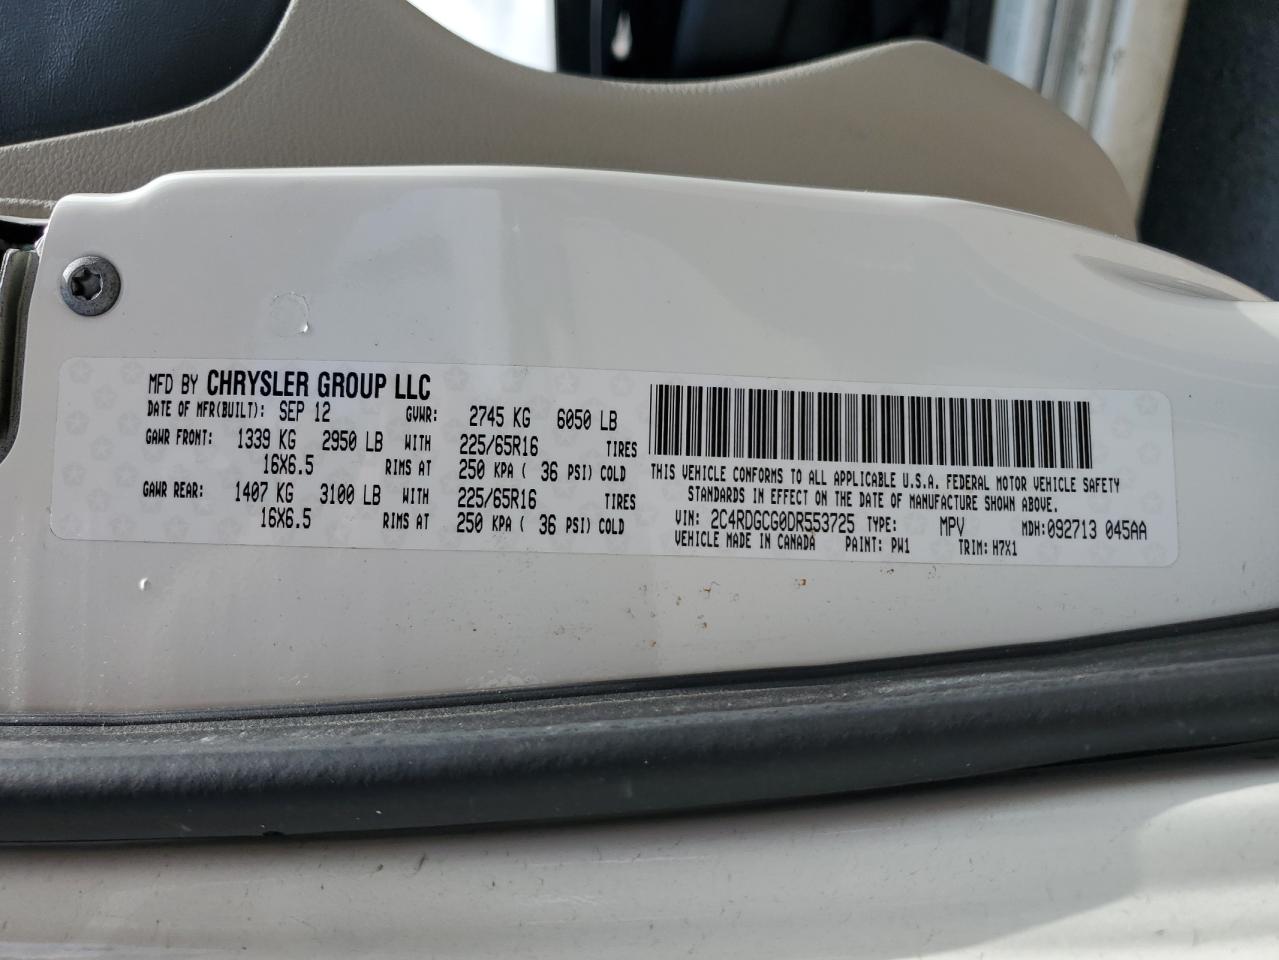 MFD BY CHRYSLER GROUP LLC
DATE OF MFR(BUILT): SEP 12 GVWR: 2745 KG 6050 LB
GAWR FRONT: 1339 KG 2950 LB WITH 225/65R16 TIRES
16X6.5 RIMS AT 250 KPA ( 36 PSI) COLD
GAWR REAR: 1407 KG 3100 LB WITH 225/65R16 TIRES
16X6.5 RIMS AT 250 KPA ( 36 PSI) COLD
THIS VEHICLE CONFORMS TO ALL APPLICABLE U.S.A. FEDERAL MOTOR VEHICLE SAFETY
STANDARDS IN EFFECT ON THE DATE OF MANUFACTURE SHOWN ABOVE.
VIN: 2C4RDGCG0DR553725 TYPE: MPV MDH:092713 045AA
VEHICLE MADE IN CANADA PAINT: PW1 TRIM: H7X1